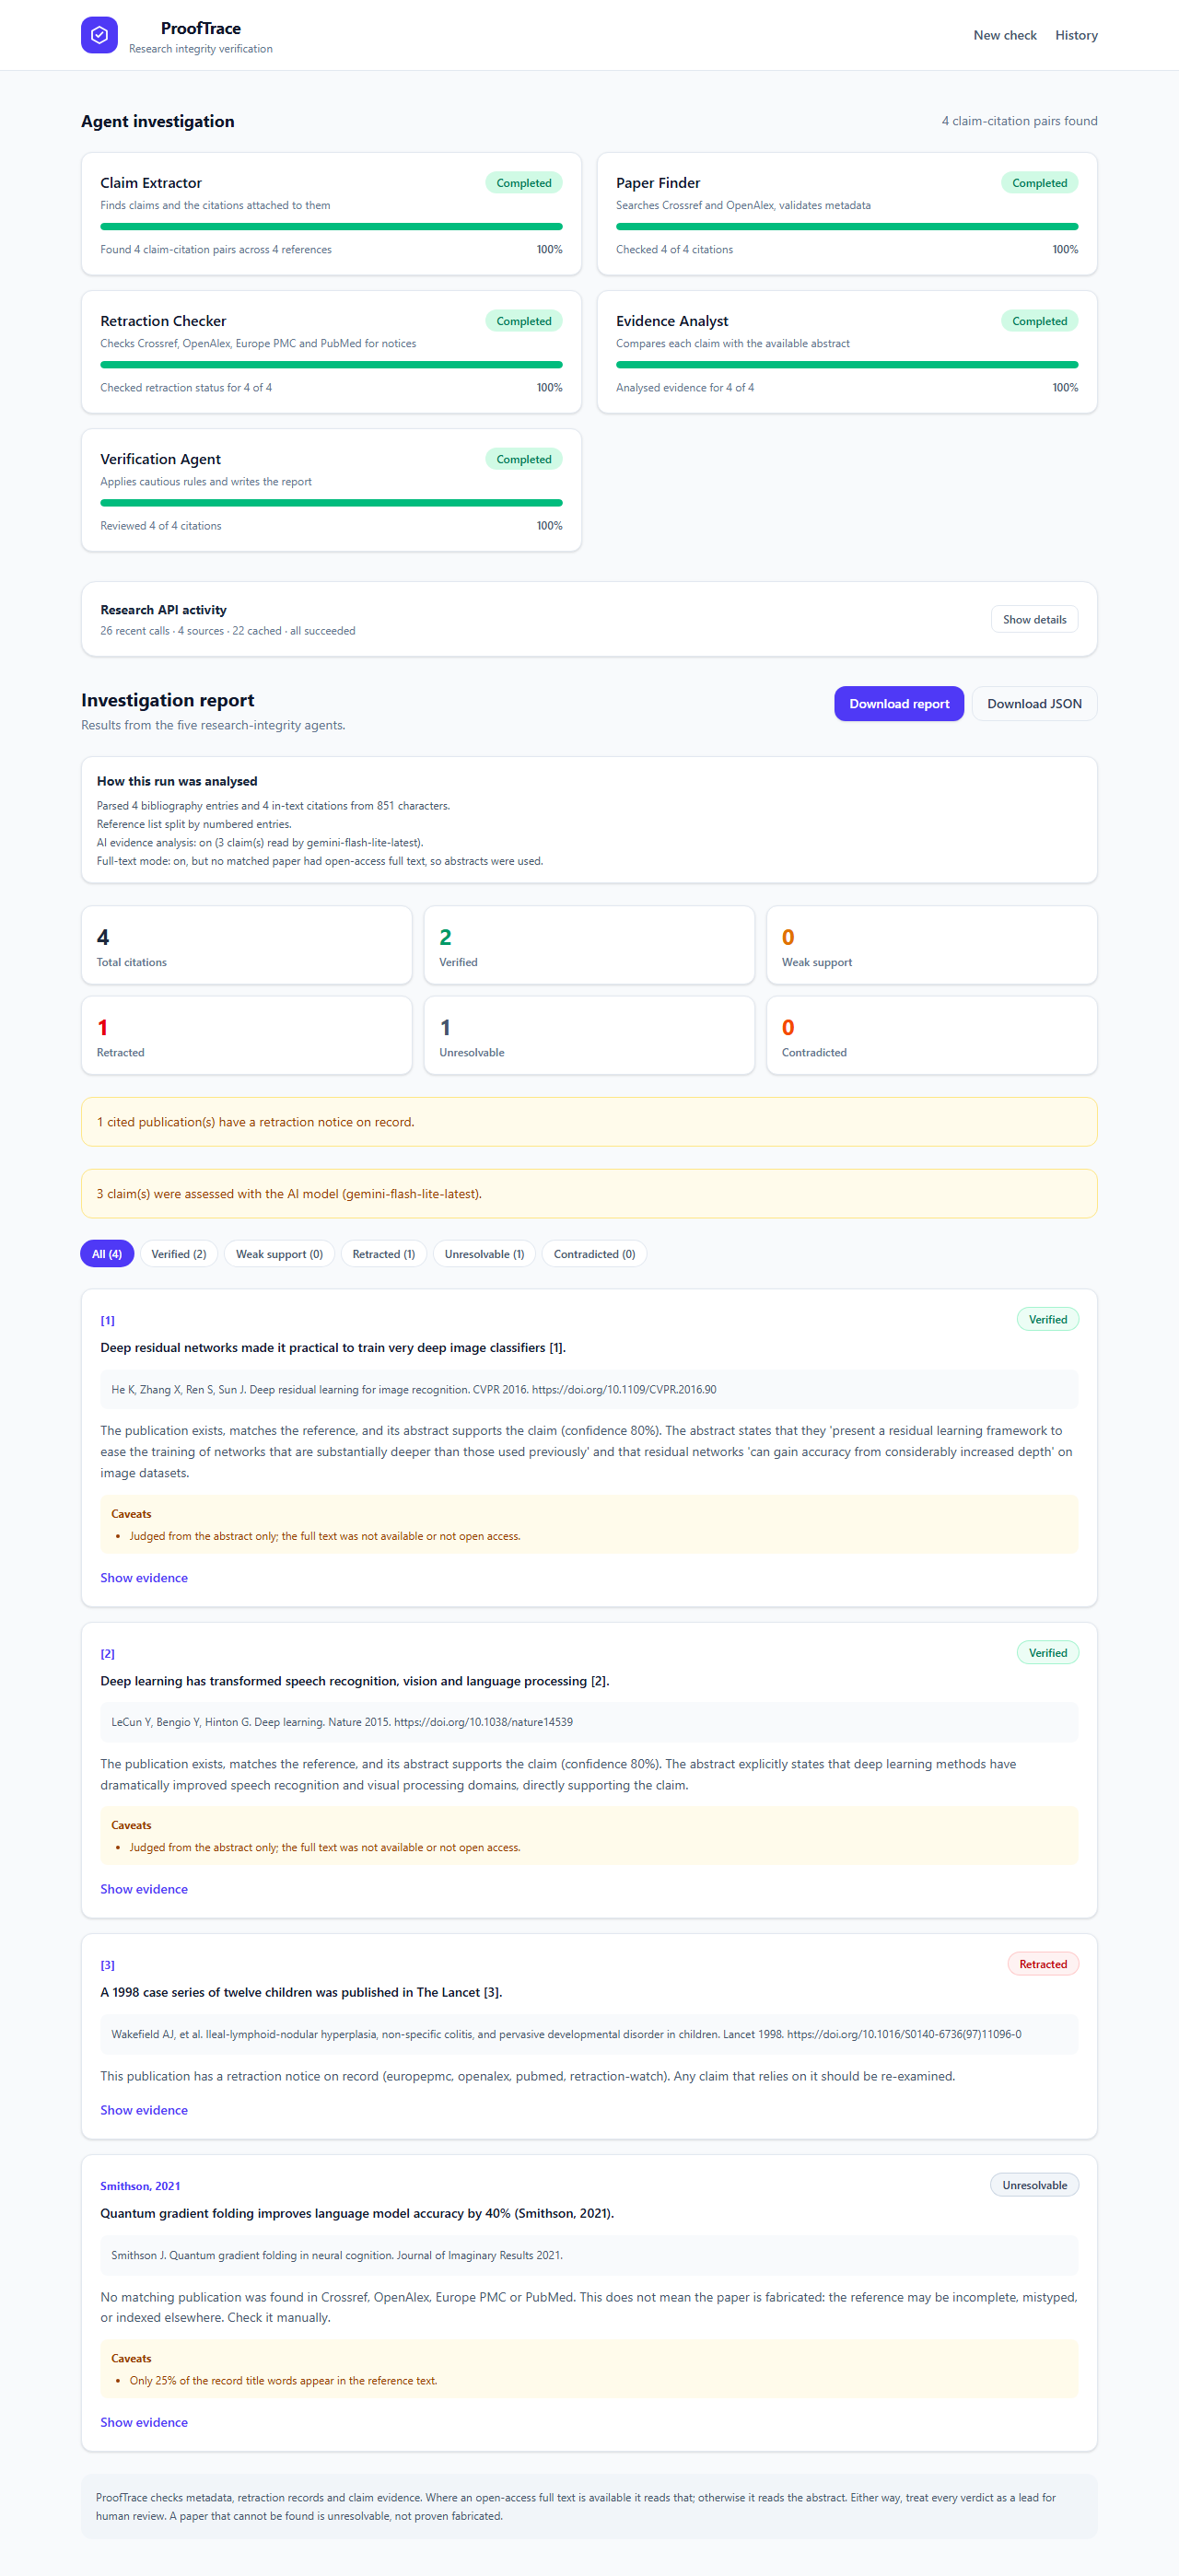 ProofTrace
Research integrity verification
New check
History
Agent investigation
4 claim-citation pairs found
Claim Extractor
Completed
Finds claims and the citations attached to them
Found 4 claim-citation pairs across 4 references
100%
Paper Finder
Completed
Searches Crossref and OpenAlex, validates metadata
Checked 4 of 4 citations
100%
Retraction Checker
Completed
Checks Crossref, OpenAlex, Europe PMC and PubMed for notices
Checked retraction status for 4 of 4
100%
Evidence Analyst
Completed
Compares each claim with the available abstract
Analysed evidence for 4 of 4
100%
Verification Agent
Completed
Applies cautious rules and writes the report
Reviewed 4 of 4 citations
100%
Research API activity
26 recent calls · 4 sources · 22 cached · all succeeded
Show details
Investigation report
Results from the five research-integrity agents.
Download report
Download JSON
How this run was analysed
Parsed 4 bibliography entries and 4 in-text citations from 851 characters.
Reference list split by numbered entries.
AI evidence analysis: on (3 claim(s) read by gemini-flash-lite-latest).
Full-text mode: on, but no matched paper had open-access full text, so abstracts were used.
4
Total citations
2
Verified
0
Weak support
1
Retracted
1
Unresolvable
0
Contradicted
1 cited publication(s) have a retraction notice on record.
3 claim(s) were assessed with the AI model (gemini-flash-lite-latest).
All (4)
Verified (2)
Weak support (0)
Retracted (1)
Unresolvable (1)
Contradicted (0)
[1]
Verified
Deep residual networks made it practical to train very deep image classifiers [1].
He K, Zhang X, Ren S, Sun J. Deep residual learning for image recognition. CVPR 2016. https://doi.org/10.1109/CVPR.2016.90
The publication exists, matches the reference, and its abstract supports the claim (confidence 80%). The abstract states that they 'present a residual learning framework to
ease the training of networks that are substantially deeper than those used previously' and that residual networks 'can gain accuracy from considerably increased depth' on
image datasets.
Caveats
• Judged from the abstract only; the full text was not available or not open access.
Show evidence
[2]
Verified
Deep learning has transformed speech recognition, vision and language processing [2].
LeCun Y, Bengio Y, Hinton G. Deep learning. Nature 2015. https://doi.org/10.1038/nature14539
The publication exists, matches the reference, and its abstract supports the claim (confidence 80%). The abstract explicitly states that deep learning methods have
dramatically improved speech recognition and visual processing domains, directly supporting the claim.
Caveats
• Judged from the abstract only; the full text was not available or not open access.
Show evidence
[3]
Retracted
A 1998 case series of twelve children was published in The Lancet [3].
Wakefield AJ, et al. Ileal-lymphoid-nodular hyperplasia, non-specific colitis, and pervasive developmental disorder in children. Lancet 1998. https://doi.org/10.1016/S0140-6736(97)11096-0
This publication has a retraction notice on record (europepmc, openalex, pubmed, retraction-watch). Any claim that relies on it should be re-examined.
Show evidence
Smithson, 2021
Unresolvable
Quantum gradient folding improves language model accuracy by 40% (Smithson, 2021).
Smithson J. Quantum gradient folding in neural cognition. Journal of Imaginary Results 2021.
No matching publication was found in Crossref, OpenAlex, Europe PMC or PubMed. This does not mean the paper is fabricated: the reference may be incomplete, mistyped,
or indexed elsewhere. Check it manually.
Caveats
• Only 25% of the record title words appear in the reference text.
Show evidence
ProofTrace checks metadata, retraction records and claim evidence. Where an open-access full text is available it reads that; otherwise it reads the abstract. Either way, treat every verdict as a lead for
human review. A paper that cannot be found is unresolvable, not proven fabricated.